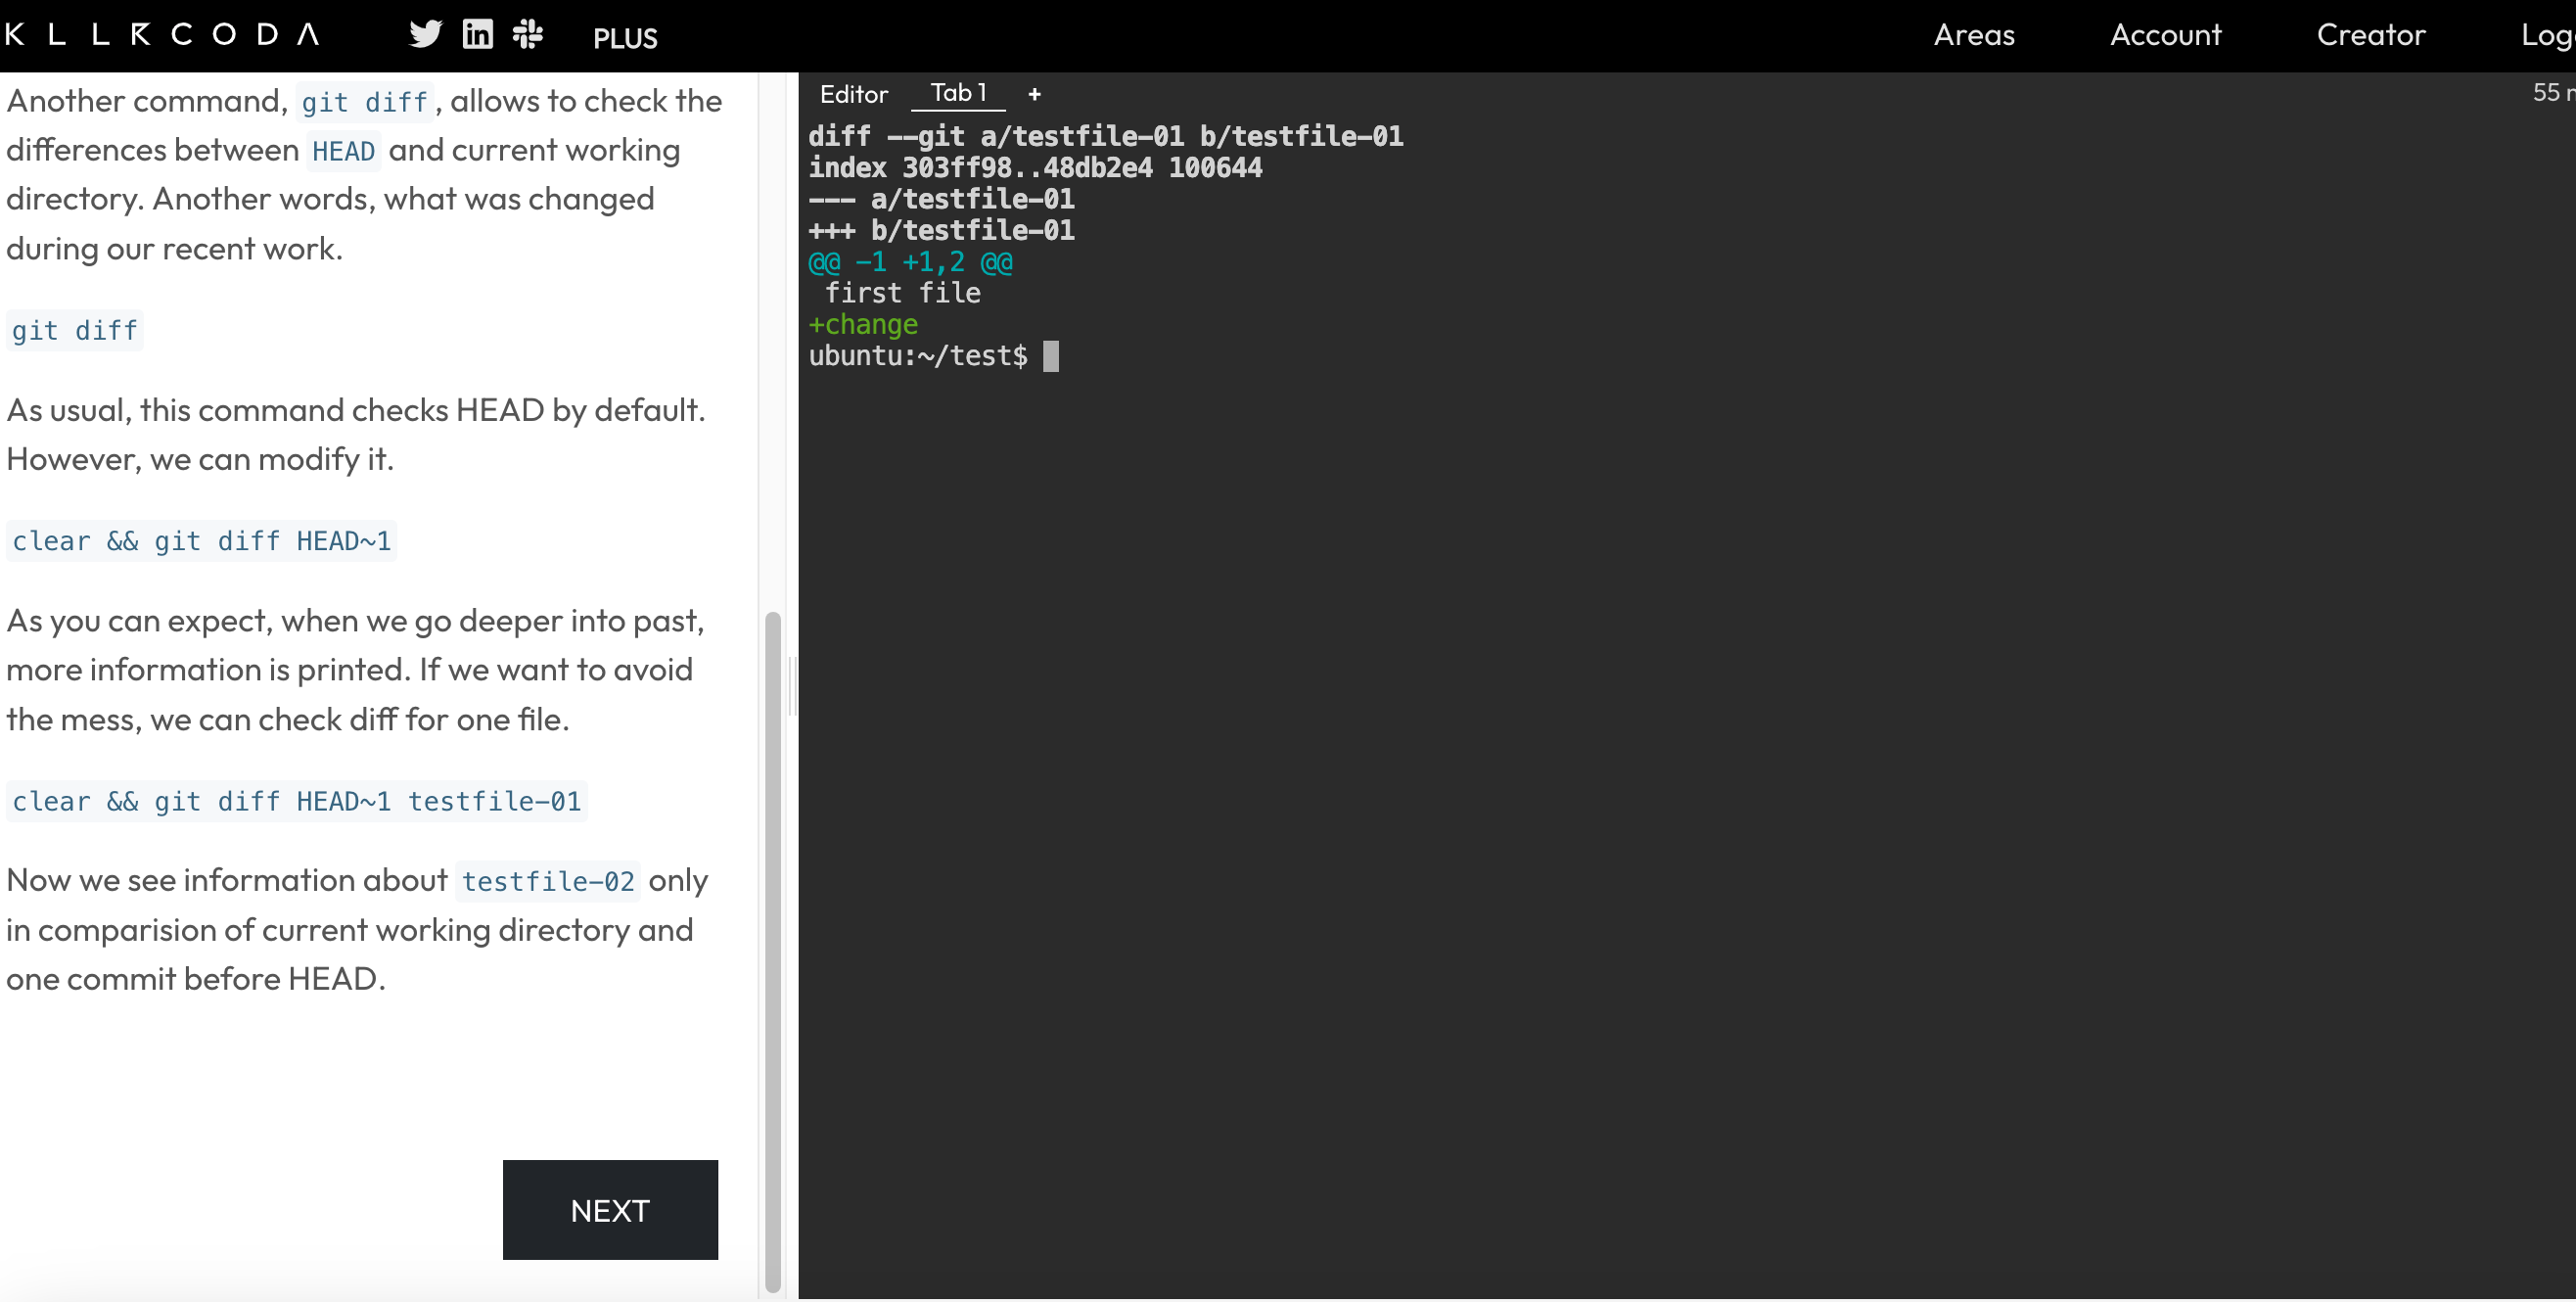 KILLERCODA PLUS Areas Account Creator
Another command, git diff, allows to check the
differences between HEAD and current working
directory. Another words, what was changed
during our recent work.
git diff
As usual, this command checks HEAD by default.
However, we can modify it.
clear && git diff HEAD~1
As you can expect, when we go deeper into past,
more information is printed. If we want to avoid
the mess, we can check diff for one file.
clear && git diff HEAD~1 testfile-01
Now we see information about testfile-02 only
in comparision of current working directory and
one commit before HEAD.
NEXT
Editor Tab 1 + 55
diff --git a/testfile-01 b/testfile-01
index 303ff98..48db2e4 100644
--- a/testfile-01
+++ b/testfile-01
@@ -1 +1,2 @@
 first file
+change
ubuntu:~/test$